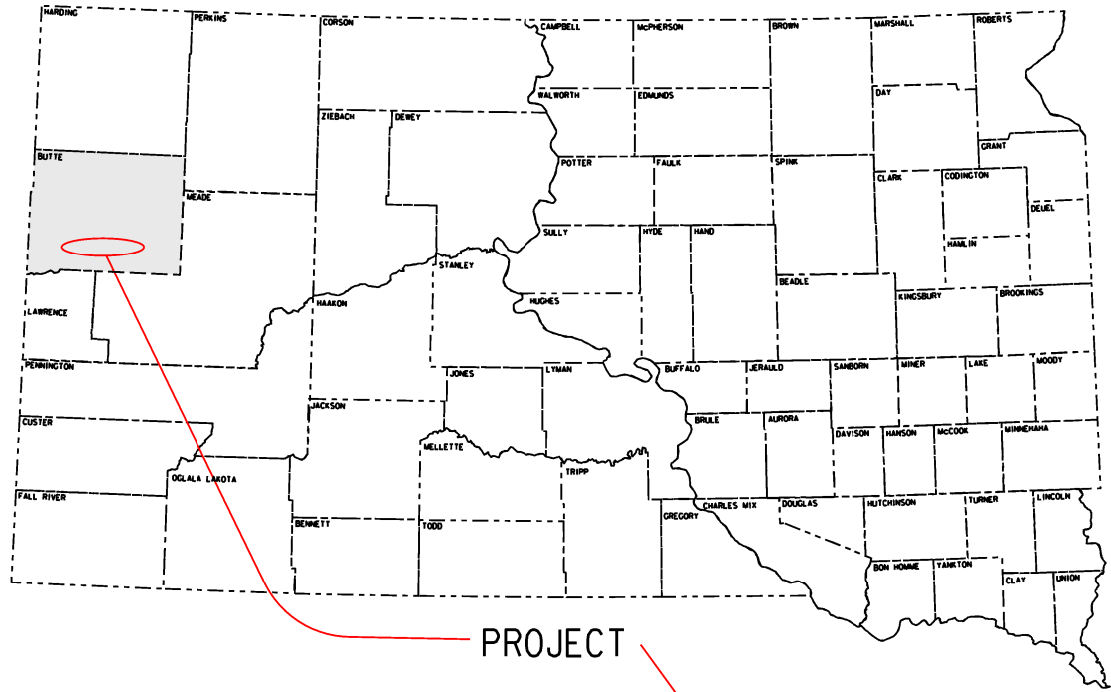 HARDING
PERKINS
CORSON
CAMPBELL
McPHERSON
BROWN
MARSHALL
ROBERTS
WALWORTH
EDMUNDS
DAY
ZIEBACH
DEWEY
GRANT
BUTTE
POTTER
FAULK
SPINK
CLARK
CODINGTON
MEADE
DEUEL
SULLY
HYDE
HAND
HAMLIN
STANLEY
BEADLE
HAAKON
HUGHES
KINGSBURY
BROOKINGS
LAWRENCE
PENNINGTON
JONES
LYMAN
BUFFALO
JERAULD
SANBORN
MINER
LAKE
MOODY
JACKSON
CUSTER
BRULE
AURORA
DAVISON
HANSON
McCOOK
MINNEHAHA
MELLETTE
TRIPP
OGLALA LAKOTA
FALL RIVER
GREGORY
CHARLES MIX
DOUGLAS
HUTCHINSON
TURNER
LINCOLN
BENNETT
TODD
BON HOMME
YANKTON
CLAY
UNION
PROJECT